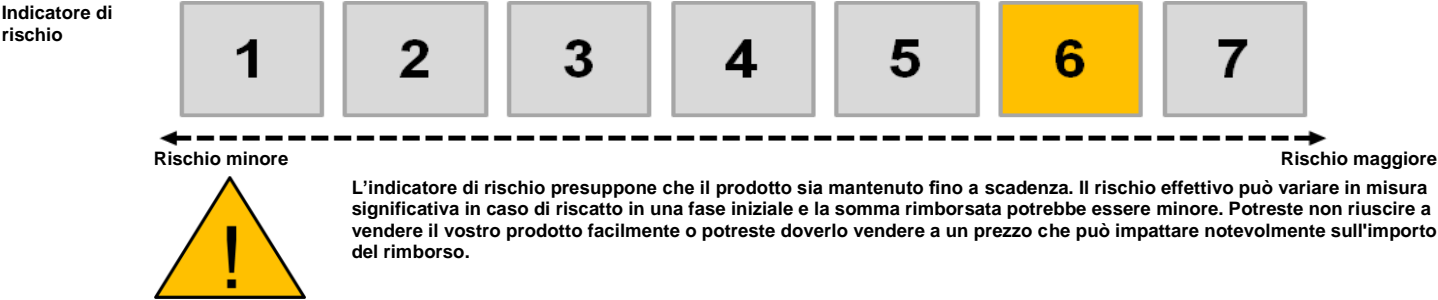 Indicatore di
rischio
1 2 3 4 5 6 7
Rischio minore
Rischio maggiore
!
L'indicatore di rischio presuppone che il prodotto sia mantenuto fino a scadenza. Il rischio effettivo può variare in misura
significativa in caso di riscatto in una fase iniziale e la somma rimborsata potrebbe essere minore. Potreste non riuscire a
vendere il vostro prodotto facilmente o potreste doverlo vendere a un prezzo che può impattare notevolmente sull'importo
del rimborso.